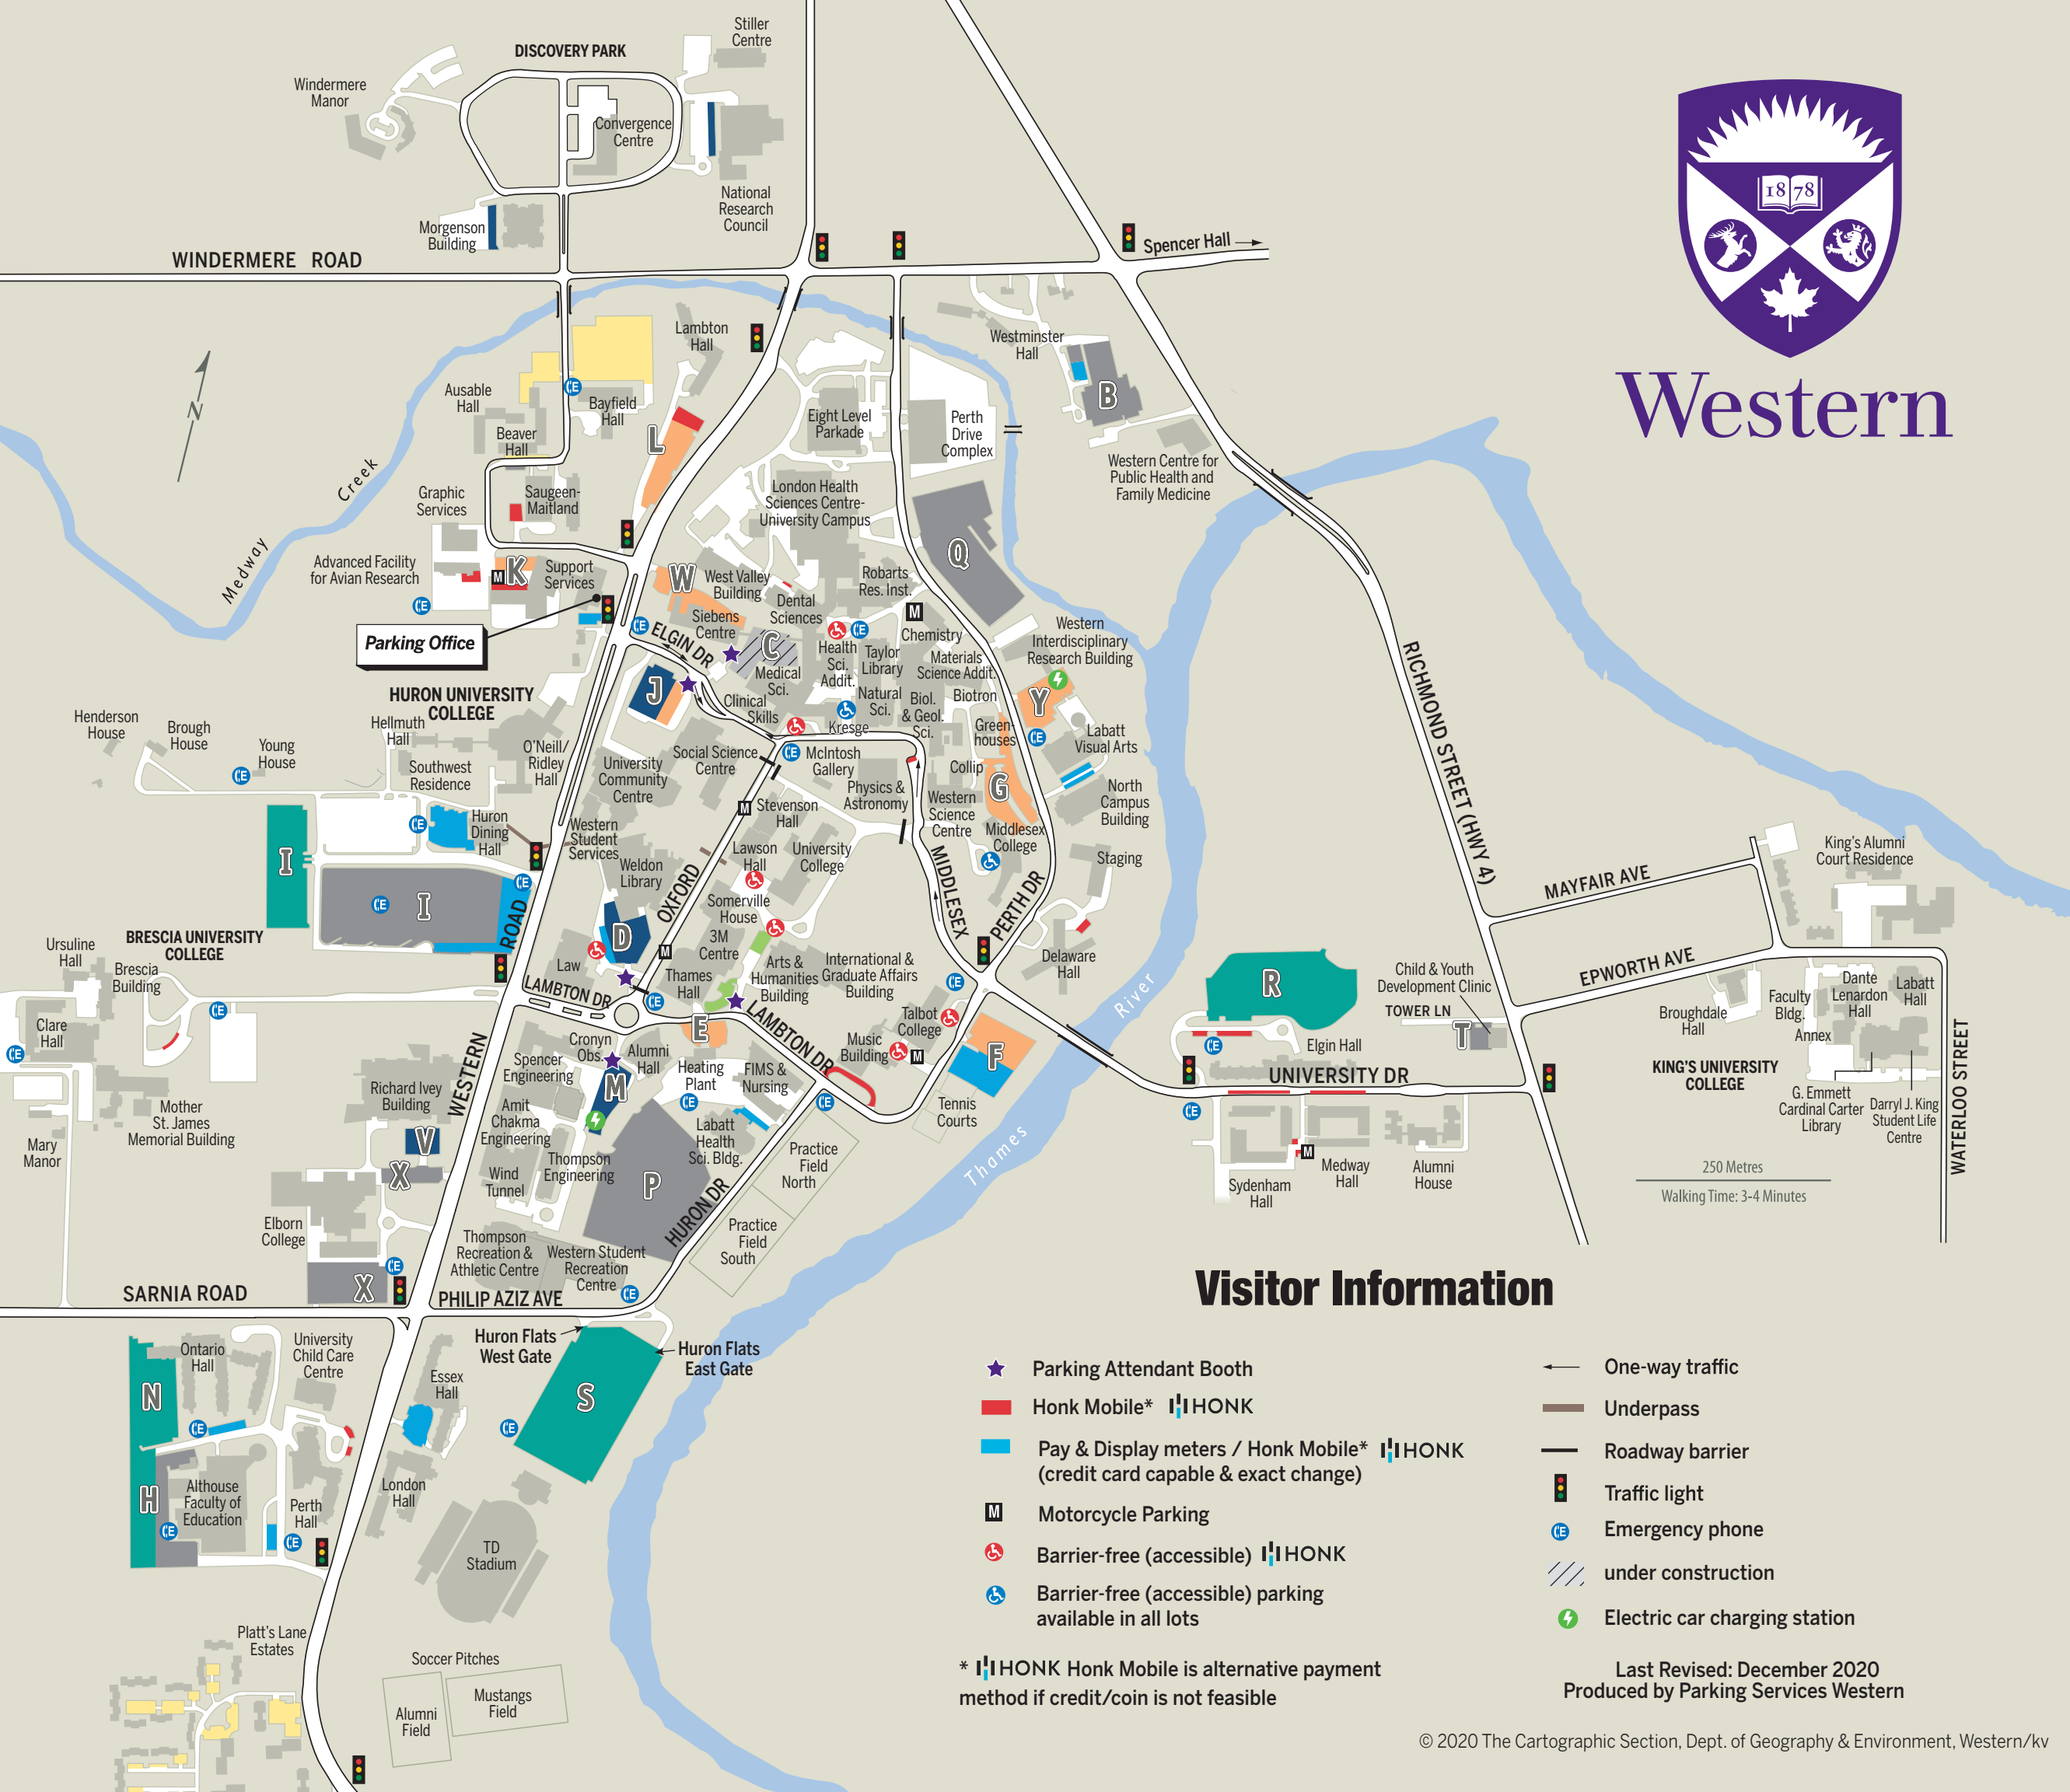 DISCOVERY PARK
Stiller
Centre
Windermere
Manor
Convergence
Centre
National
Research
Council
Morgenson
Building
WINDERMERE ROAD
Spencer Hall
1878
Western
Lambton
Hall
Westminster
Hall
B
Ausable
Hall
Bayfield
Hall
Beaver
Hall
L
Eight Level
Parkade
Perth
Drive
Complex
Western Centre for
Public Health and
Family Medicine
N
Creek
Medway
Graphic
Services
Saugeen-
Maitland
London Health
Sciences Centre-
University Campus
Q
Advanced Facility
for Avian Research
M
K
Support
Services
W
West Valley
Building
Dental
Sciences
Robarts
Res. Inst.
M
Parking Office
ELGIN DR
Siebens
Centre
C
Medical
Sci.
Health
Sci.
Addit.
Taylor
Library
Chemistry
Materials
Science Addit.
Western
Interdisciplinary
Research Building
J
Clinical
Skills
Kresge
Natural
Sci.
Biol.
& Geol.
Sci.
Biotron
Green-
houses
Y
Labatt
Visual Arts
HURON UNIVERSITY
COLLEGE
Henderson
House
Brough
House
Young
House
Hellmuth
Hall
Southwest
Residence
O'Neill/
Ridley
Hall
Huron
Dining
Hall
University
Community
Centre
Social Science
Centre
McIntosh
Gallery
Physics &
Astronomy
Collip
G
Western
Science
Centre
Middlesex
College
North
Campus
Building
Staging
M
Stevenson
Hall
Western
Student
Services
Weldon
Library
Lawson
Hall
University
College
OXFORD
MIDDLESEX
PERTH DR
RICHMOND STREET (HWY 4)
MAYFAIR AVE
EPWORTH AVE
King's Alumni
Court Residence
I
I
ROAD
D
Law
M
Somerville
House
3M
Centre
Thames
Hall
Arts &
Humanities
Building
International &
Graduate Affairs
Building
Delaware
Hall
River
BRESCIA UNIVERSITY
COLLEGE
Ursuline
Hall
Brescia
Building
Clare
Hall
Mother
St. James
Memorial Building
Mary
Manor
LAMBTON DR
E
LAMBTON DR
Talbot
College
Music
Building
M
F
Tennis
Courts
Thames
R
Elgin Hall
UNIVERSITY DR
Child & Youth
Development Clinic
TOWER LN
T
Sydenham
Hall
M
Medway
Hall
Alumni
House
Broughdale
Hall
Faculty
Bldg.
Annex
Dante
Lenardon
Hall
Labatt
Hall
KING'S UNIVERSITY
COLLEGE
G. Emmett
Cardinal Carter
Library
Darryl J. King
Student Life
Centre
WATERLOO STREET
250 Metres
Walking Time: 3-4 Minutes
WESTERN
Cronyn
Obs.
Spencer
Engineering
Alumni
Hall
M
Heating
Plant
FIMS &
Nursing
Amit
Chakma
Engineering
Thompson
Engineering
Wind
Tunnel
Labatt
Health
Sci. Bldg.
P
HURON DR
Practice
Field
North
Practice
Field
South
Richard Ivey
Building
V
X
Elborn
College
X
Thompson
Recreation &
Athletic Centre
Western Student
Recreation
Centre
SARNIA ROAD
PHILIP AZIZ AVE
Huron Flats
West Gate
Huron Flats
East Gate
S
N
Ontario
Hall
University
Child Care
Centre
Essex
Hall
H
Althouse
Faculty of
Education
Perth
Hall
London
Hall
TD
Stadium
Platt's Lane
Estates
Soccer Pitches
Alumni
Field
Mustangs
Field
Visitor Information
Parking Attendant Booth
Honk Mobile* HONK
Pay & Display meters / Honk Mobile* HONK
(credit card capable & exact change)
M Motorcycle Parking
Barrier-free (accessible) HONK
Barrier-free (accessible) parking
available in all lots
* HONK Honk Mobile is alternative payment
method if credit/coin is not feasible
One-way traffic
Underpass
Roadway barrier
Traffic light
Emergency phone
under construction
Electric car charging station
Last Revised: December 2020
Produced by Parking Services Western
© 2020 The Cartographic Section, Dept. of Geography & Environment, Western/kv